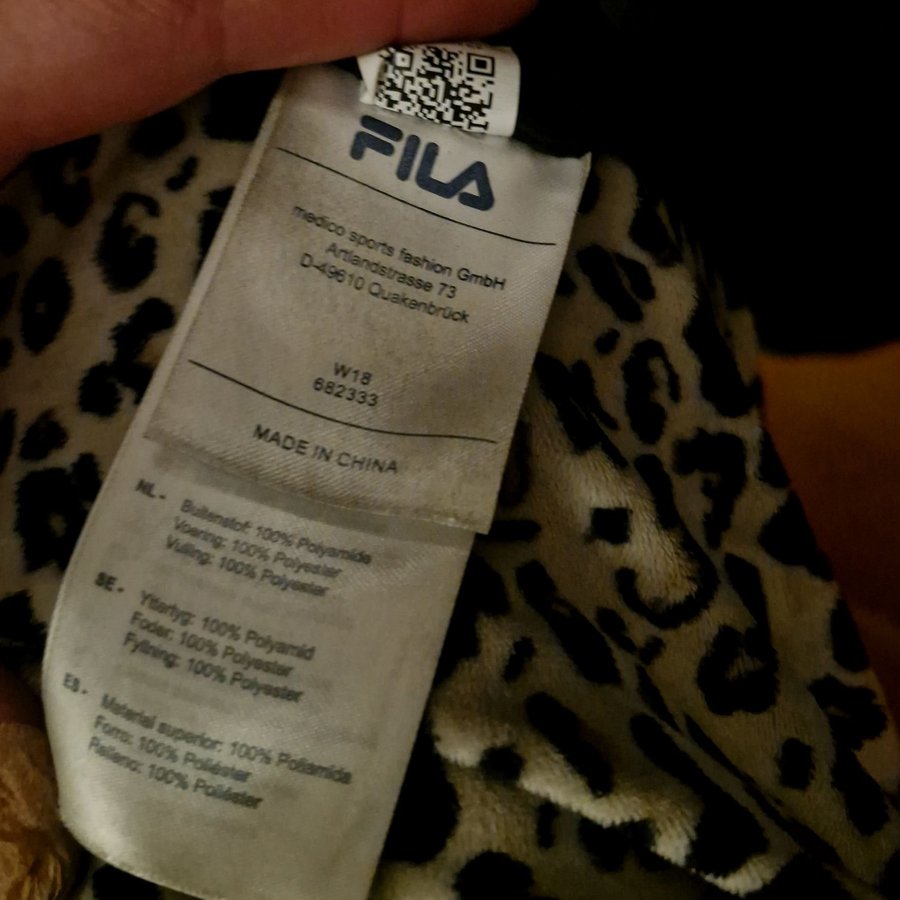 FILA
medico sports fashion GmbH
Artlandstrasse 73
D-49610 Quakenbrück
W18
682333
MADE IN CHINA
NL - Buitenstof: 100% Polyamide
Voering: 100% Polyester
Vulling: 100% Polyester
SE - Yttertyg: 100% Polyamid
Foder: 100% Polyester
Fyllning: 100% Polyester
ES - Material superior: 100% Poliamida
Forro: 100% Poliéster
Relleno: 100% Poliéster